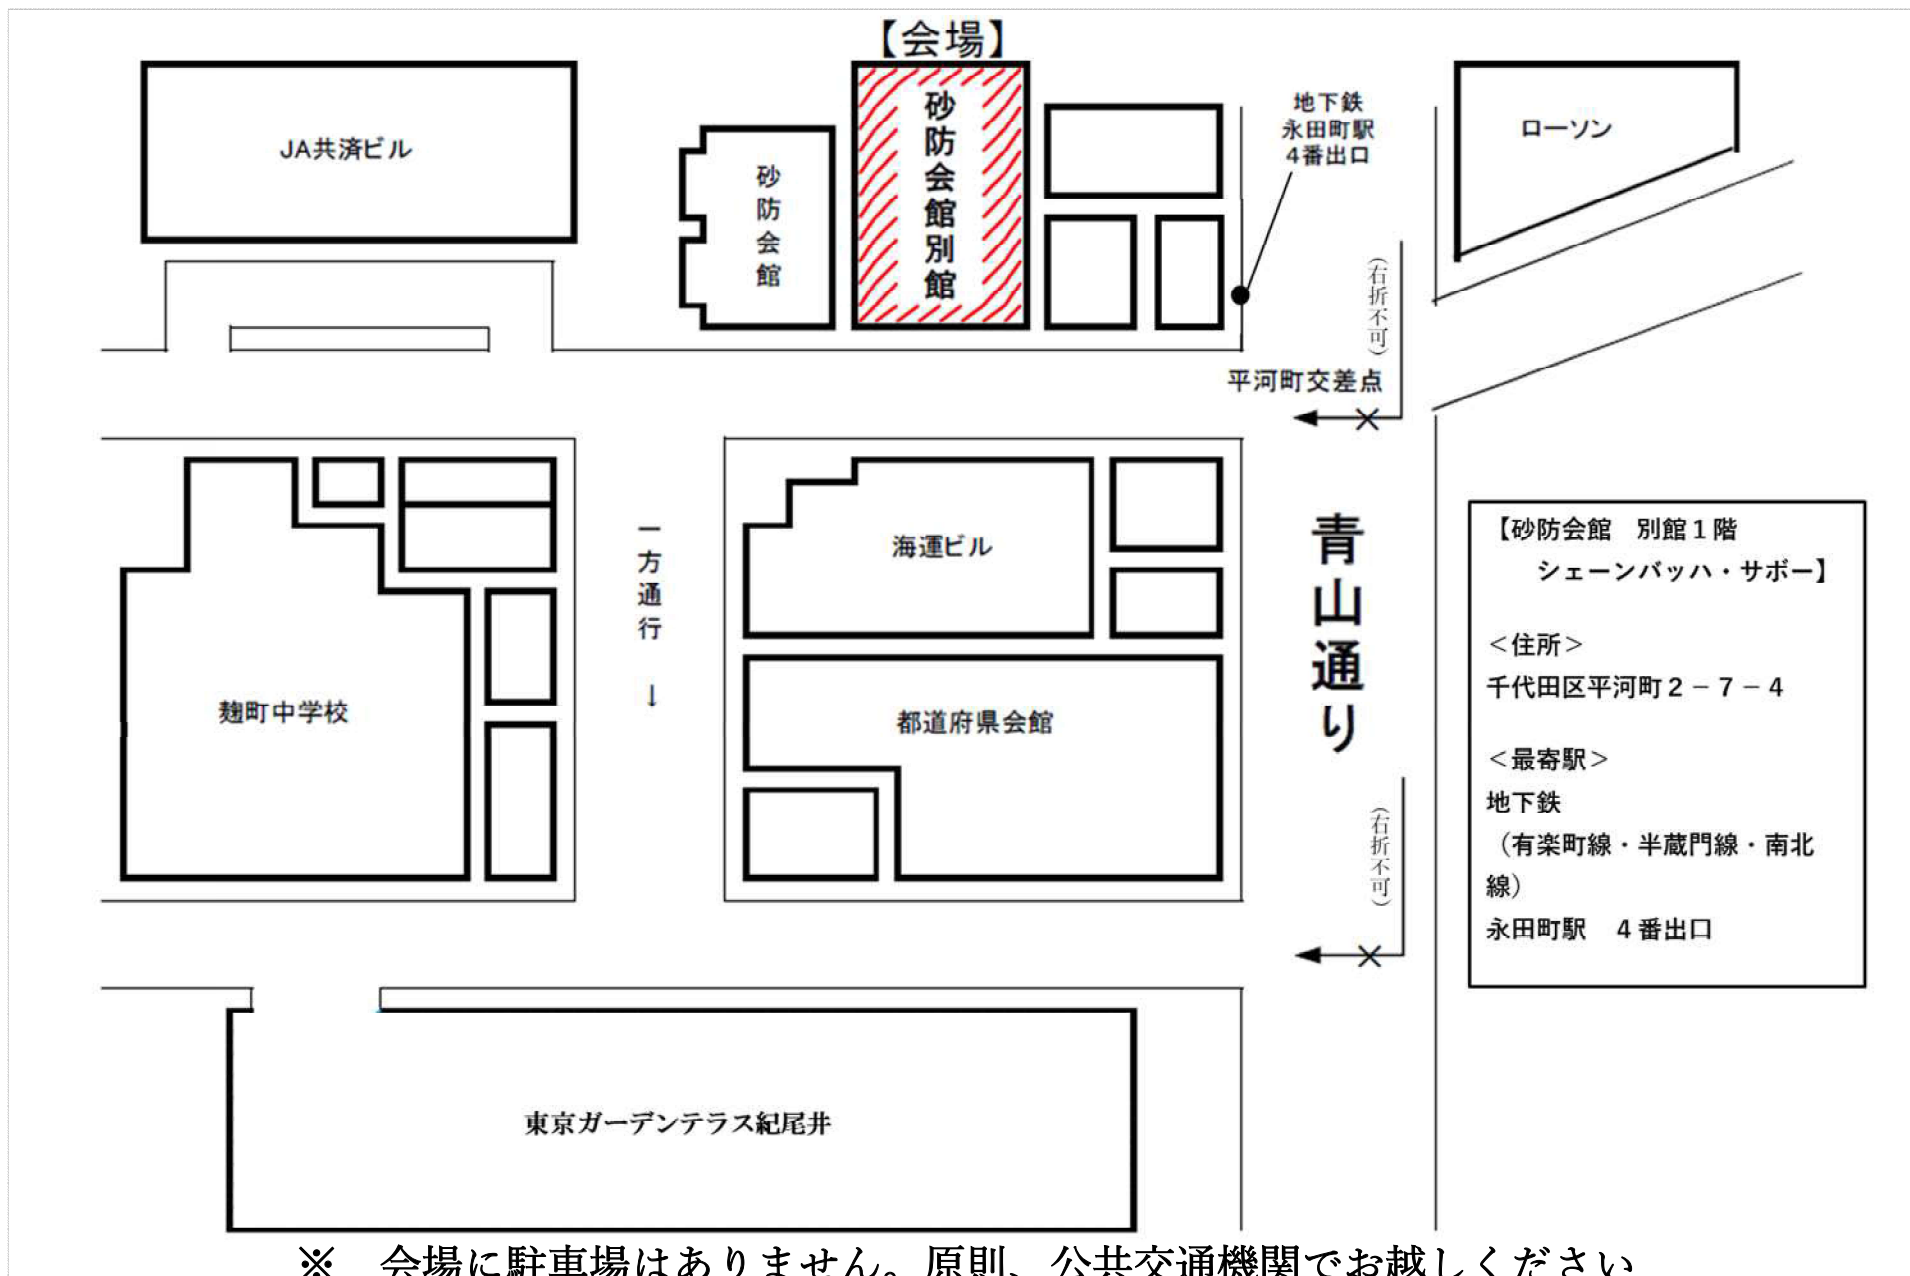 【会場】
JA共済ビル
砂防会館
砂防会館別館
地下鉄
永田町駅
4番出口
ローソン
（右折不可）
平河町交差点
一方通行 ↓
海運ビル
青山通り
麹町中学校
都道府県会館
（右折不可）
【砂防会館　別館１階
シェーンバッハ・サボー】
＜住所＞
千代田区平河町２－７－４
＜最寄駅＞
地下鉄
（有楽町線・半蔵門線・南北
線）
永田町駅　４番出口
東京ガーデンテラス紀尾井
※　会場に駐車場はありません。原則、公共交通機関でお越しください